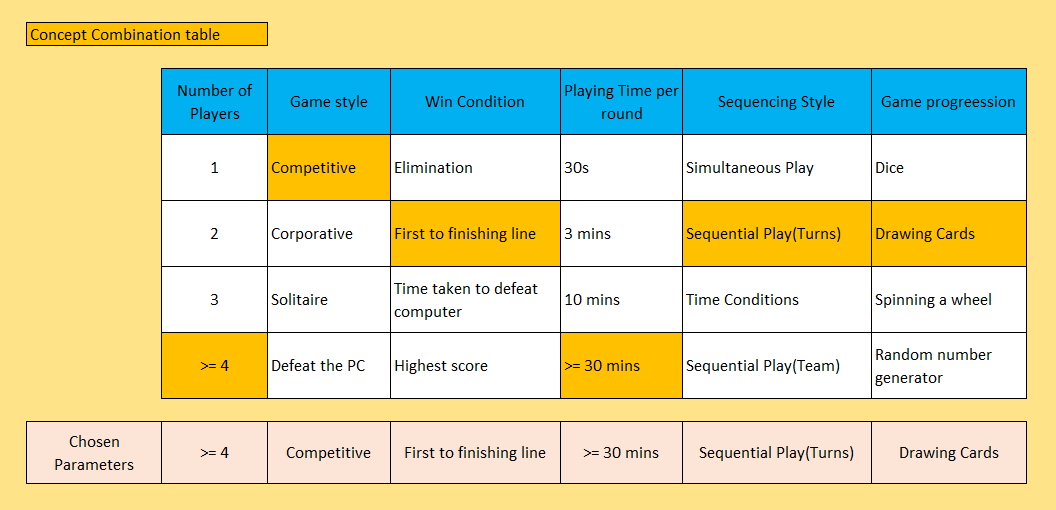 Concept Combination table
Number of Players Game style Win Condition Playing Time per round Sequencing Style Game progreession
1 Competitive Elimination 30s Simultaneous Play Dice
2 Corporative First to finishing line 3 mins Sequential Play(Turns) Drawing Cards
3 Solitaire Time taken to defeat computer 10 mins Time Conditions Spinning a wheel
>= 4 Defeat the PC Highest score >= 30 mins Sequential Play(Team) Random number generator
Chosen Parameters >= 4 Competitive First to finishing line >= 30 mins Sequential Play(Turns) Drawing Cards